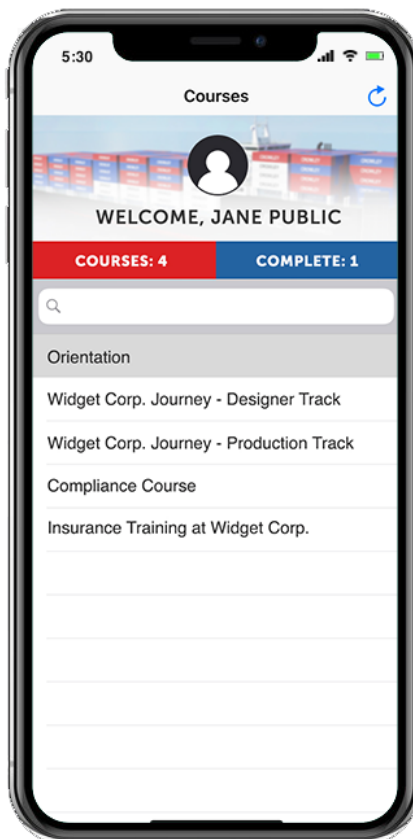 5:30
Courses
WELCOME, JANE PUBLIC
COURSES: 4
COMPLETE: 1
Orientation
Widget Corp. Journey - Designer Track
Widget Corp. Journey - Production Track
Compliance Course
Insurance Training at Widget Corp.